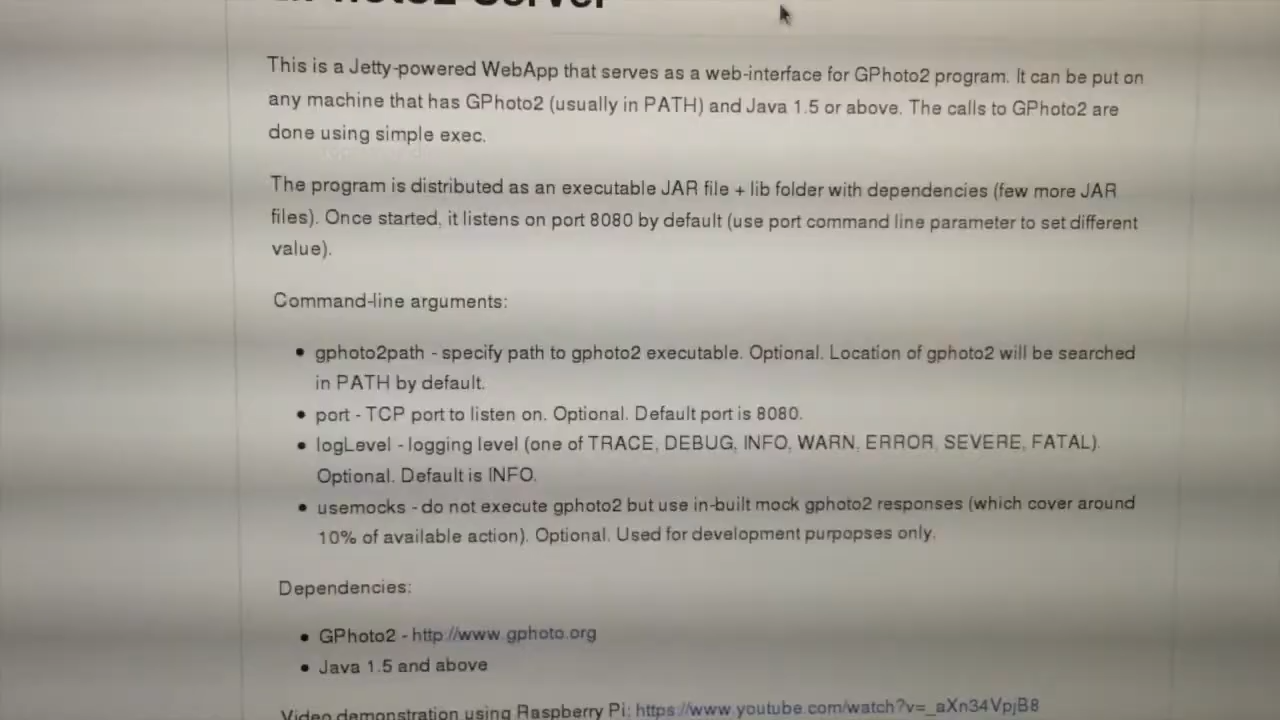 This is a Jetty-powered WebApp that serves as a web-interface for GPhoto2 program. It can be put on
any machine that has GPhoto2 (usually in PATH) and Java 1.5 or above. The calls to GPhoto2 are
done using simple exec.
The program is distributed as an executable JAR file + lib folder with dependencies (few more JAR
files). Once started, it listens on port 8080 by default (use port command line parameter to set different
value).
Command-line arguments:
• gphoto2path - specify path to gphoto2 executable. Optional. Location of gphoto2 will be searched
in PATH by default.
• port - TCP port to listen on. Optional. Default port is 8080.
• logLevel - logging level (one of TRACE, DEBUG, INFO, WARN, ERROR, SEVERE, FATAL).
Optional. Default is INFO.
• usemocks - do not execute gphoto2 but use in-built mock gphoto2 responses (which cover around
10% of available action). Optional. Used for development purpopses only.
Dependencies:
• GPhoto2 - http://www.gphoto.org
• Java 1.5 and above
Video demonstration using Raspberry Pi: https://www.youtube.com/watch?v=_aXn34VpjB8